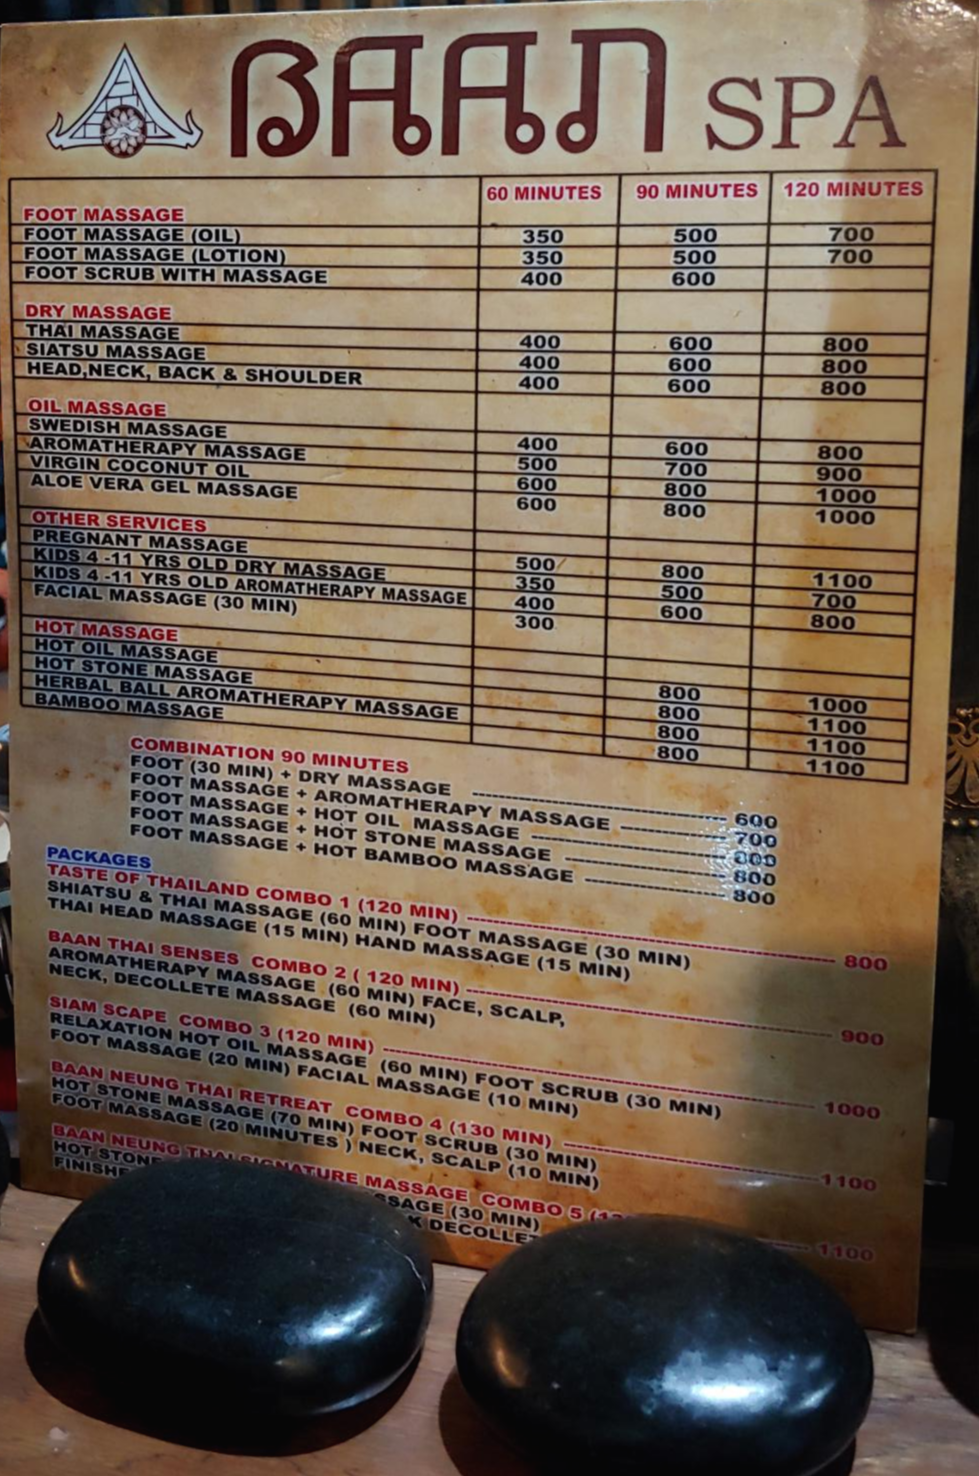 BAAN SPA
60 MINUTES 90 MINUTES 120 MINUTES
FOOT MASSAGE
FOOT MASSAGE (OIL) 350 500 700
FOOT MASSAGE (LOTION) 350 500 700
FOOT SCRUB WITH MASSAGE 400 600
DRY MASSAGE
THAI MASSAGE 400 600 800
SIATSU MASSAGE 400 600 800
HEAD,NECK, BACK & SHOULDER 400 600 800
OIL MASSAGE
SWEDISH MASSAGE 400 600 800
AROMATHERAPY MASSAGE 500 700 900
VIRGIN COCONUT OIL 600 800 1000
ALOE VERA GEL MASSAGE 600 800 1000
OTHER SERVICES
PREGNANT MASSAGE 500 800 1100
KIDS 4 -11 YRS OLD DRY MASSAGE 350 500 700
KIDS 4 -11 YRS OLD AROMATHERAPY MASSAGE 400 600 800
FACIAL MASSAGE (30 MIN) 300
HOT MASSAGE
HOT OIL MASSAGE 800 1000
HOT STONE MASSAGE 800 1100
HERBAL BALL AROMATHERAPY MASSAGE 800 1100
BAMBOO MASSAGE 800 1100
COMBINATION 90 MINUTES
FOOT (30 MIN) + DRY MASSAGE 600
FOOT MASSAGE + AROMATHERAPY MASSAGE 700
FOOT MASSAGE + HOT OIL MASSAGE 800
FOOT MASSAGE + HOT STONE MASSAGE 800
FOOT MASSAGE + HOT BAMBOO MASSAGE 800
PACKAGES
TASTE OF THAILAND COMBO 1 (120 MIN) 800
SHIATSU & THAI MASSAGE (60 MIN) FOOT MASSAGE (30 MIN)
THAI HEAD MASSAGE (15 MIN) HAND MASSAGE (15 MIN)
BAAN THAI SENSES COMBO 2 ( 120 MIN) 900
AROMATHERAPY MASSAGE (60 MIN) FACE, SCALP,
NECK, DECOLLETE MASSAGE (60 MIN)
SIAM SCAPE COMBO 3 (120 MIN) 1000
RELAXATION HOT OIL MASSAGE (60 MIN) FOOT SCRUB (30 MIN)
FOOT MASSAGE (20 MIN) FACIAL MASSAGE (10 MIN)
BAAN NEUNG THAI RETREAT COMBO 4 (130 MIN) 1100
HOT STONE MASSAGE (70 MIN) FOOT SCRUB (30 MIN)
FOOT MASSAGE (20 MINUTES ) NECK, SCALP (10 MIN)
BAAN NEUNG THAI SIGNATURE MASSAGE COMBO 5 1100
HOT STONE (30 MIN)